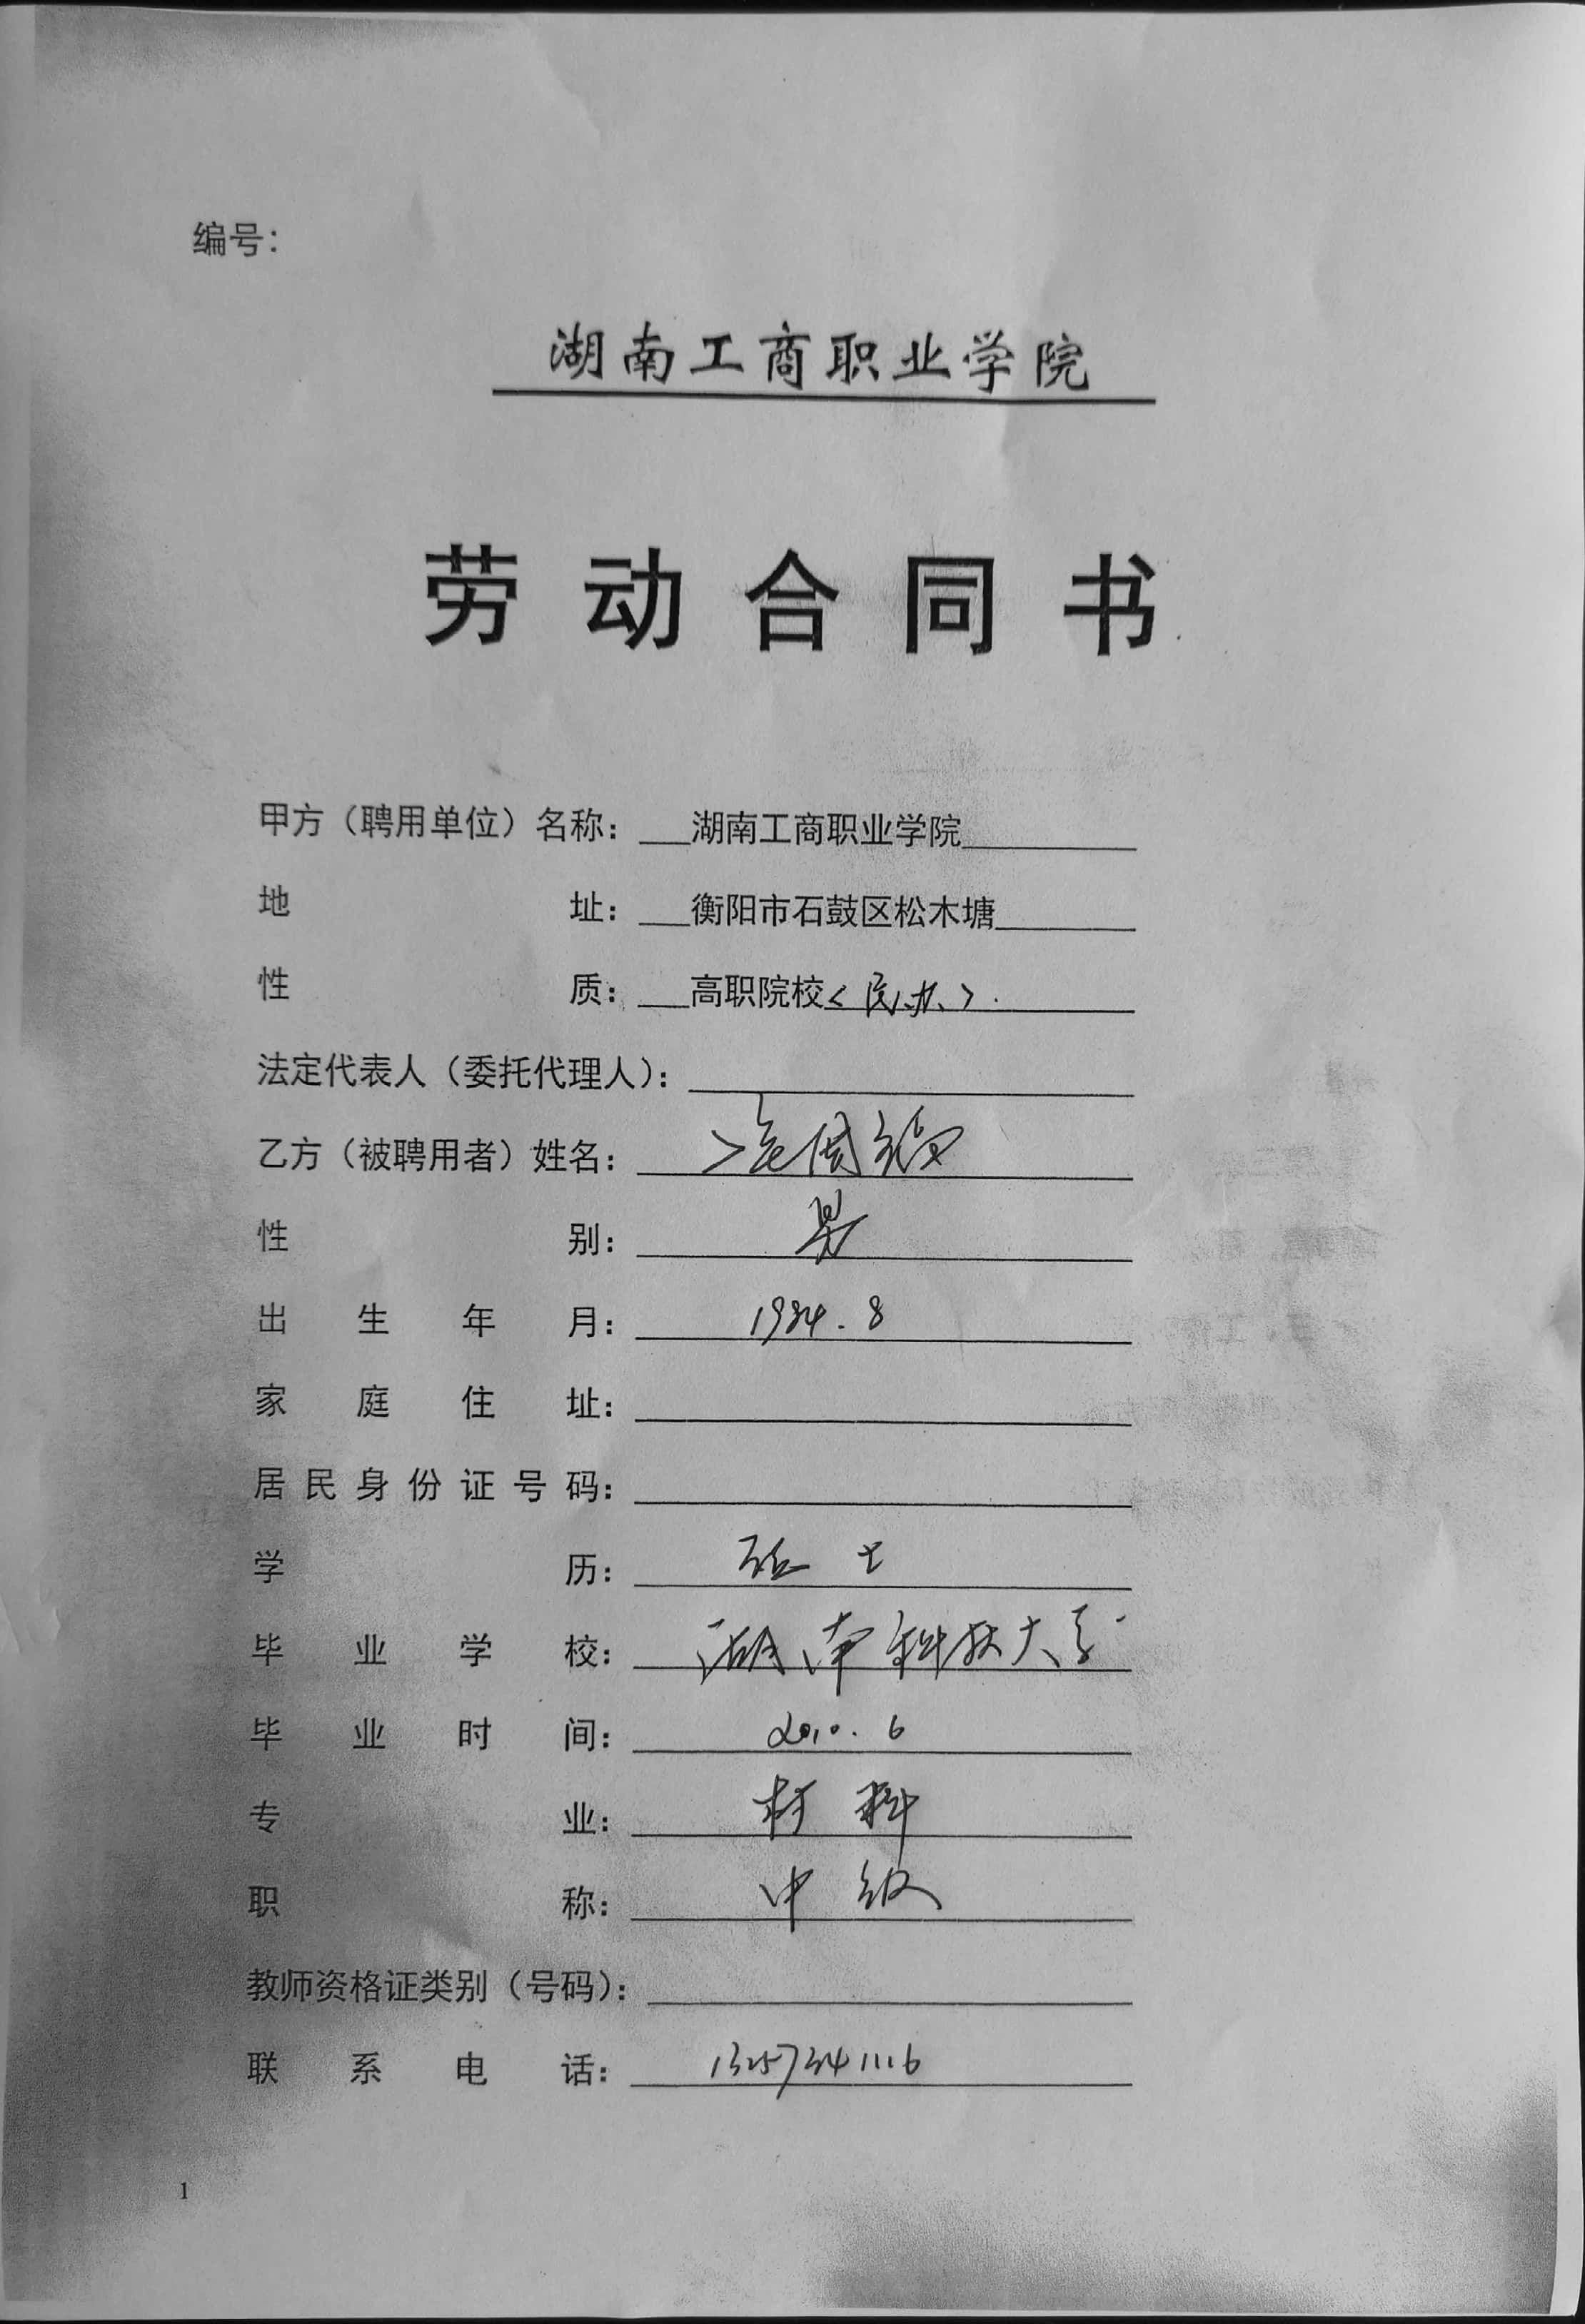 编号：
湖南工商职业学院
劳动合同书
甲方（聘用单位）名称：湖南工商职业学院
地址：衡阳市石鼓区松木塘
性质：高职院校<民办>.
法定代表人（委托代理人）：
乙方（被聘用者）姓名：
性别：男
出生年月：1984.8
家庭住址：
居民身份证号码：
学历：硕士
毕业学校：湖南科技大学
毕业时间：2010.6
专业：材料
职称：中级
教师资格证类别（号码）：
联系电话：13257341116
1